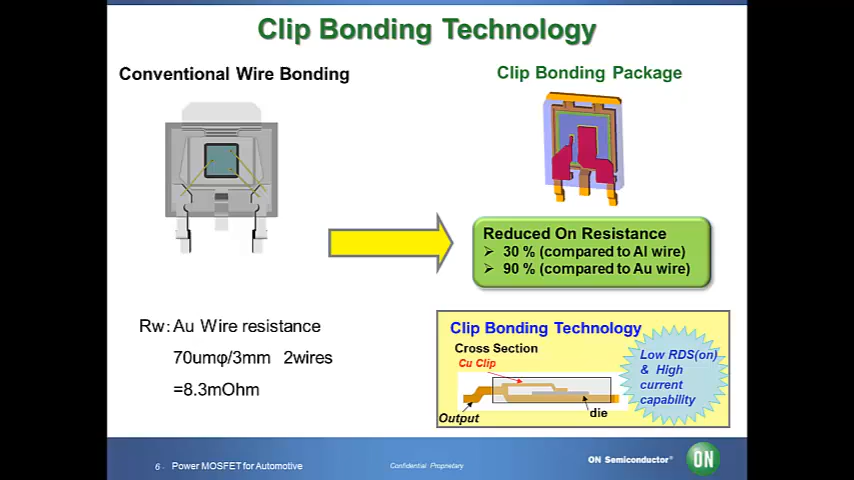 Clip Bonding Technology
Conventional Wire Bonding
Clip Bonding Package
Reduced On Resistance
➢ 30 % (compared to Al wire)
➢ 90 % (compared to Au wire)
Rw: Au Wire resistance
70umφ/3mm 2wires
=8.3mOhm
Clip Bonding Technology
Cross Section
Cu Clip
Output
die
Low RDS(on)
& High
current
capability
6 - Power MOSFET for Automotive
Confidential Proprietary
ON Semiconductor®
ON